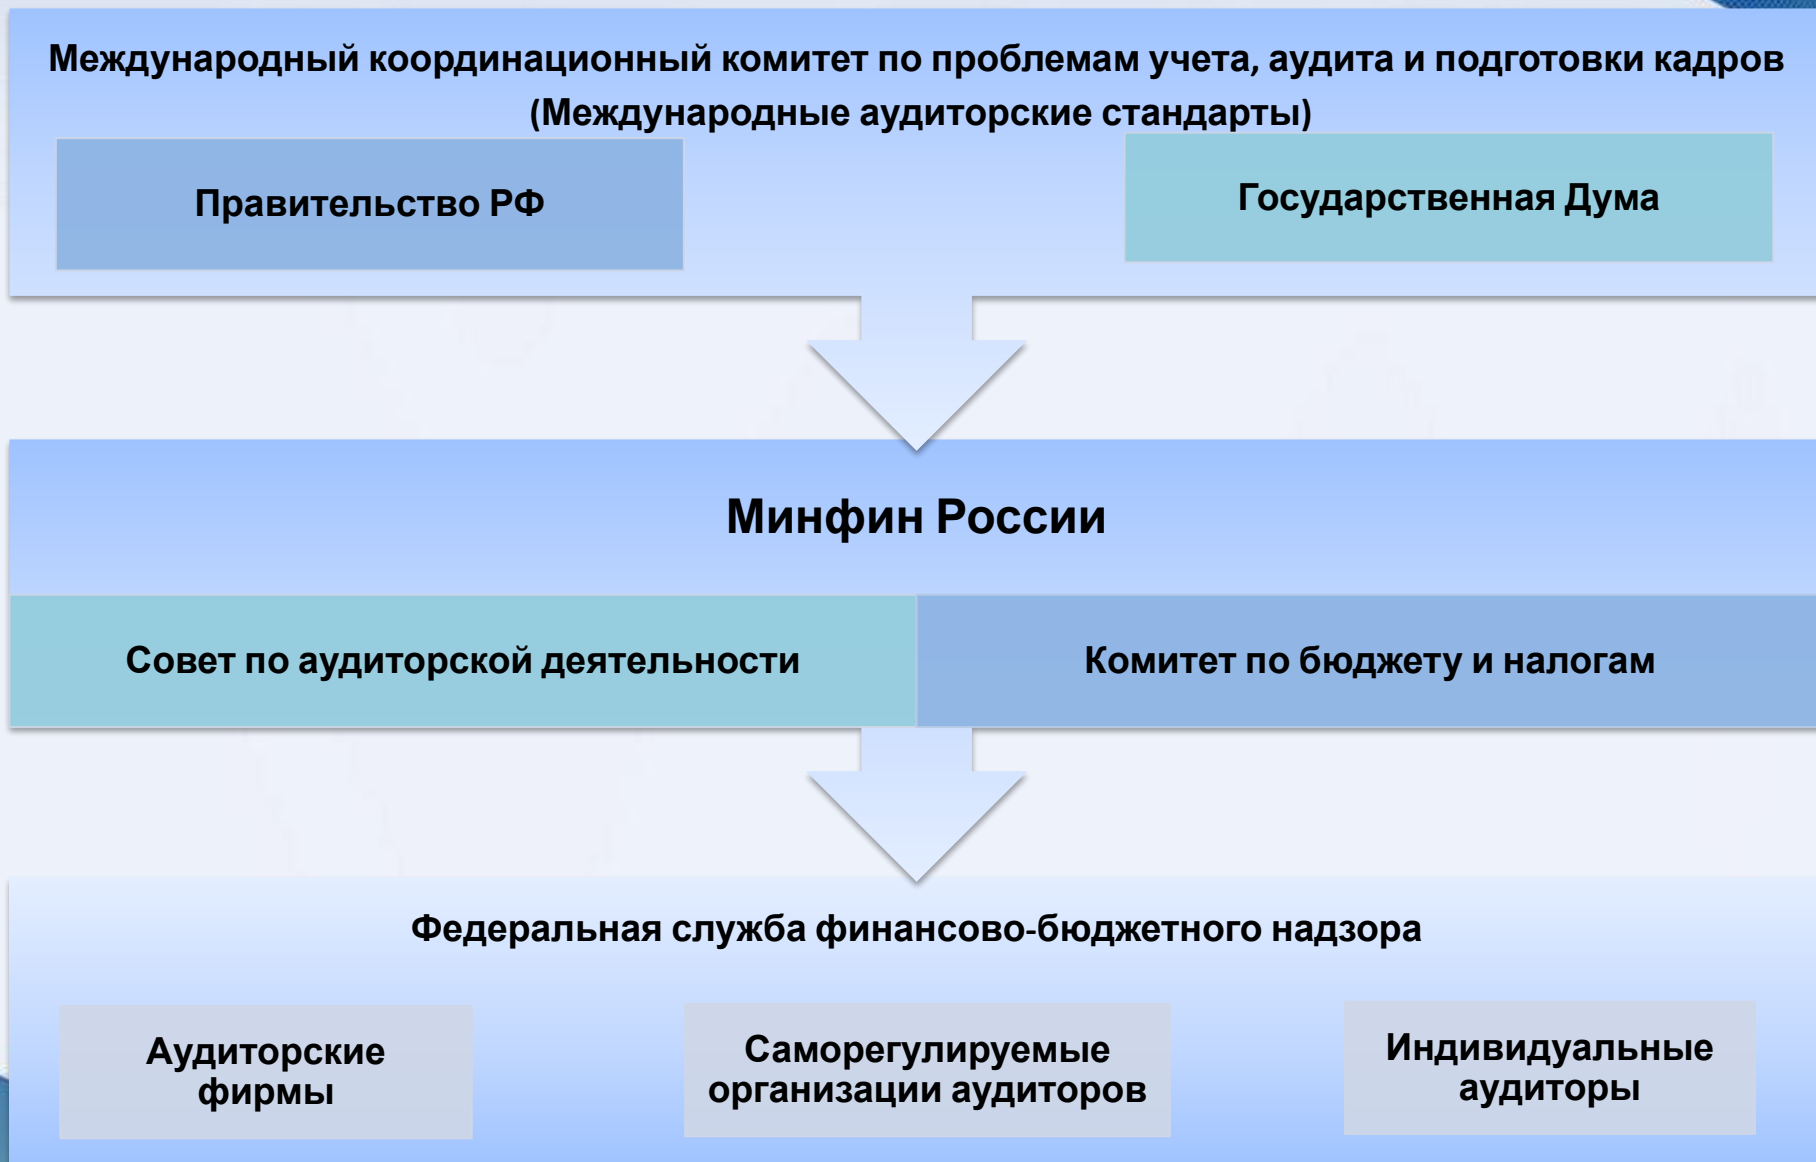 Международный координационный комитет по проблемам учета, аудита и подготовки кадров
(Международные аудиторские стандарты)
Правительство РФ
Государственная Дума
Минфин России
Совет по аудиторской деятельности
Комитет по бюджету и налогам
Федеральная служба финансово-бюджетного надзора
Аудиторские
фирмы
Саморегулируемые
организации аудиторов
Индивидуальные
аудиторы